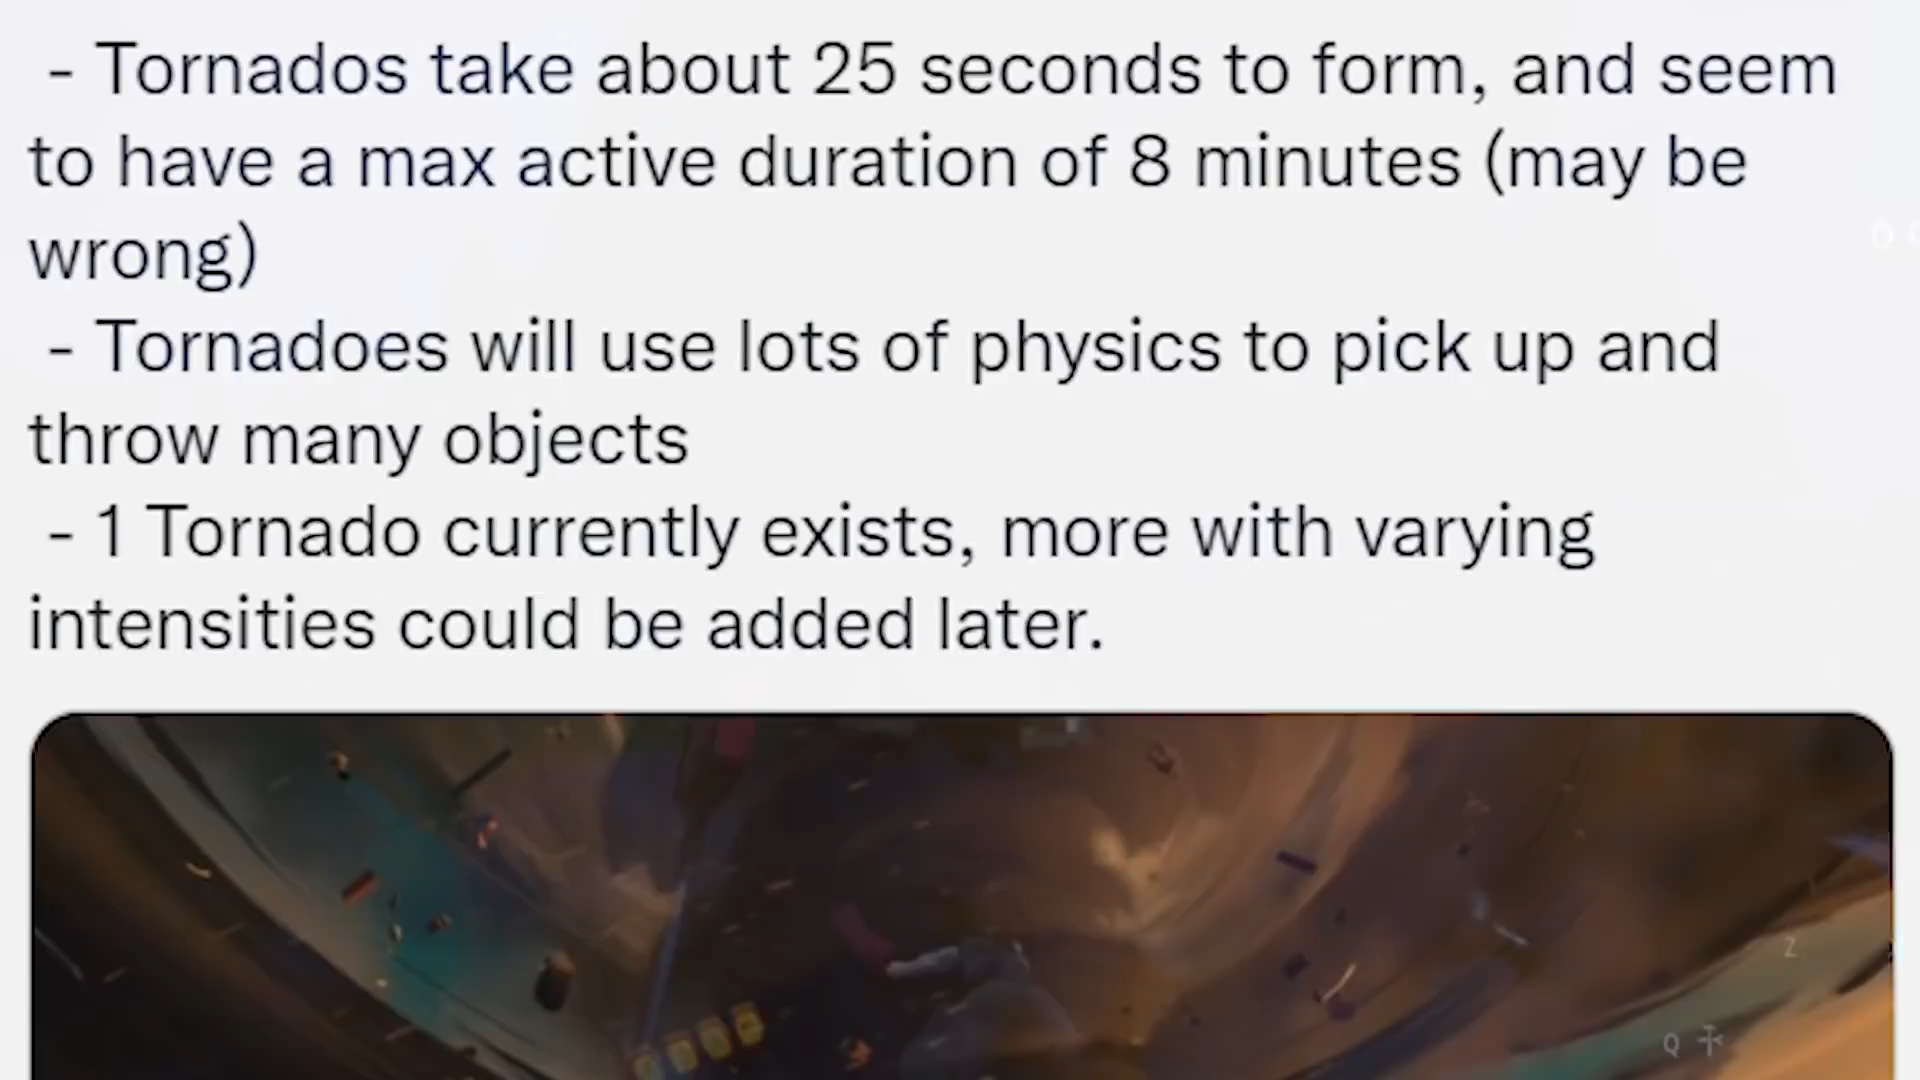 - Tornados take about 25 seconds to form, and seem
to have a max active duration of 8 minutes (may be
wrong)
- Tornadoes will use lots of physics to pick up and
throw many objects
- 1 Tornado currently exists, more with varying
intensities could be added later.
Z
Q